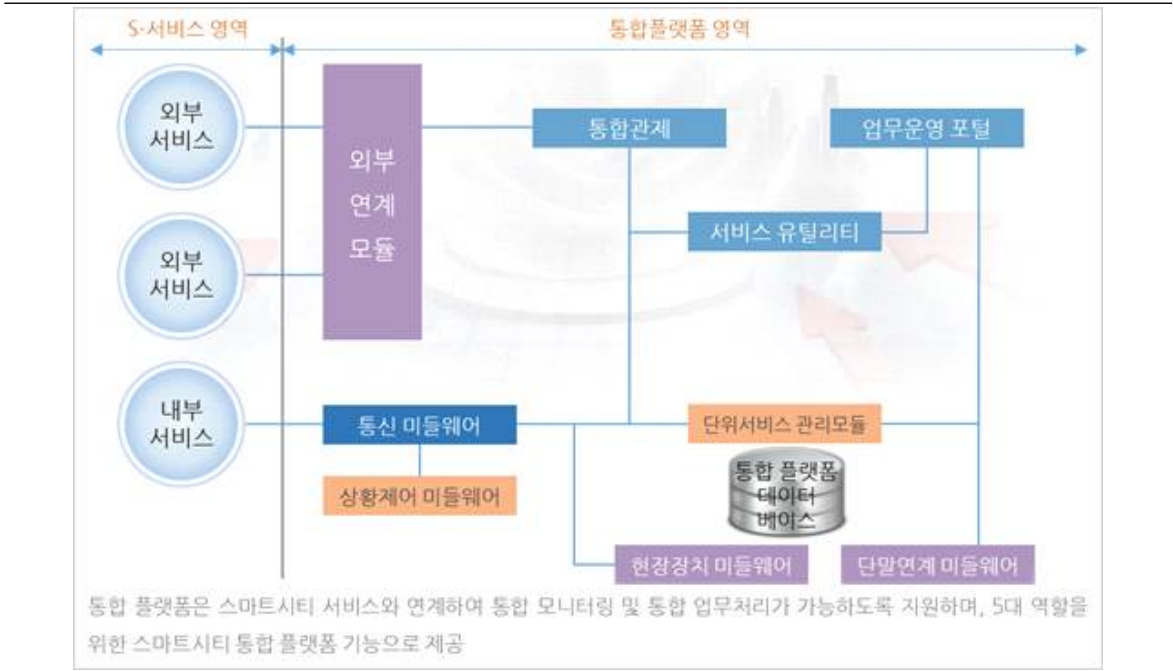 S·서비스 영역
통합플랫폼 영역
외부
서비스
외부
연계
모듈
통합관제
업무운영 포털
서비스 유틸리티
외부
서비스
내부
서비스
통신 미들웨어
단위서비스 관리모듈
상황제어 미들웨어
통합 플랫폼
데이터
베이스
현장장치 미들웨어
단말연계 미들웨어
통합 플랫폼은 스마트시티 서비스와 연계하여 통합 모니터링 및 통합 업무처리가 가능하도록 지원하며, 5대 역할을
위한 스마트시티 통합 플랫폼 기능으로 제공